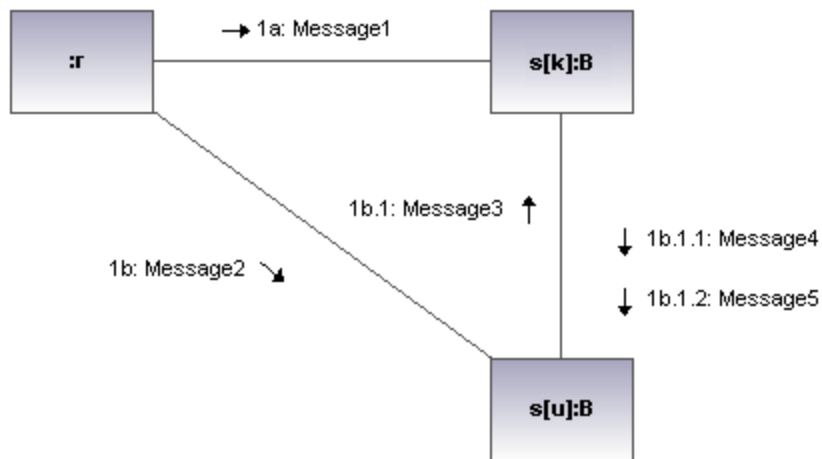 1a: Message1
:r
s[k]:B
1b.1: Message3
1b.1.1: Message4
1b: Message2
1b.1.2: Message5
s[u]:B